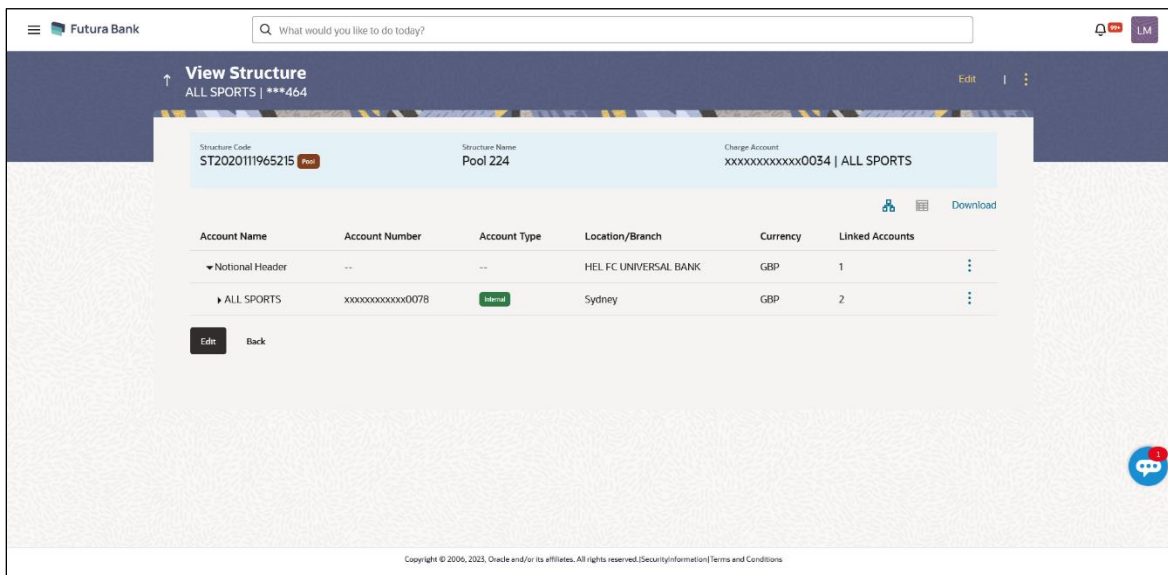 Futura Bank
What would you like to do today?
99+
LM
View Structure
ALL SPORTS | ***464
Edit |
Structure Code Structure Name Charge Account
ST2020111965215 Pool Pool 224 xxxxxxxxxxxx0034 | ALL SPORTS
Download
Account Name Account Number Account Type Location/Branch Currency Linked Accounts
Notional Header -- -- HEL FC UNIVERSAL BANK GBP 1
ALL SPORTS xxxxxxxxxxxx0078 Internal Sydney GBP 2
Edit Back
1
Copyright © 2006, 2023, Oracle and/or its affiliates. All rights reserved.|SecurityInformation|Terms and Conditions